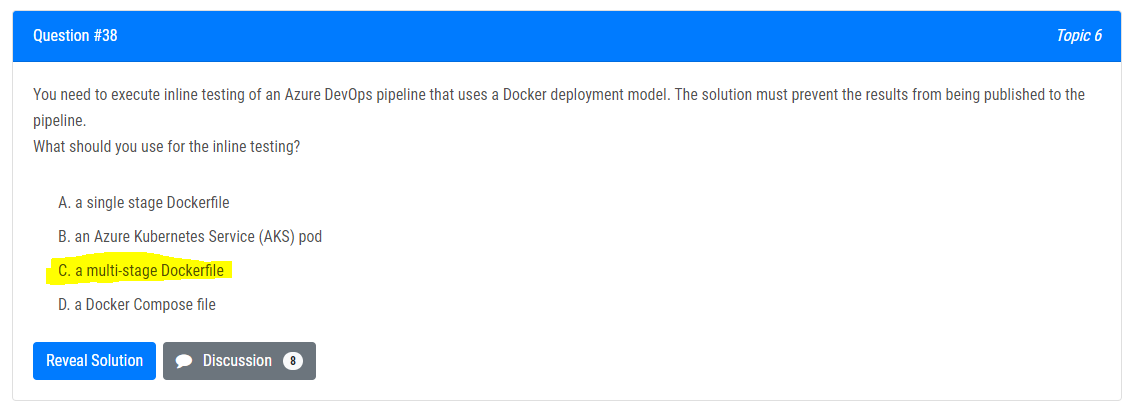 Question #38
Topic 6
You need to execute inline testing of an Azure DevOps pipeline that uses a Docker deployment model. The solution must prevent the results from being published to the
pipeline.
What should you use for the inline testing?
A. a single stage Dockerfile
B. an Azure Kubernetes Service (AKS) pod
C. a multi-stage Dockerfile
D. a Docker Compose file
Reveal Solution
Discussion 8